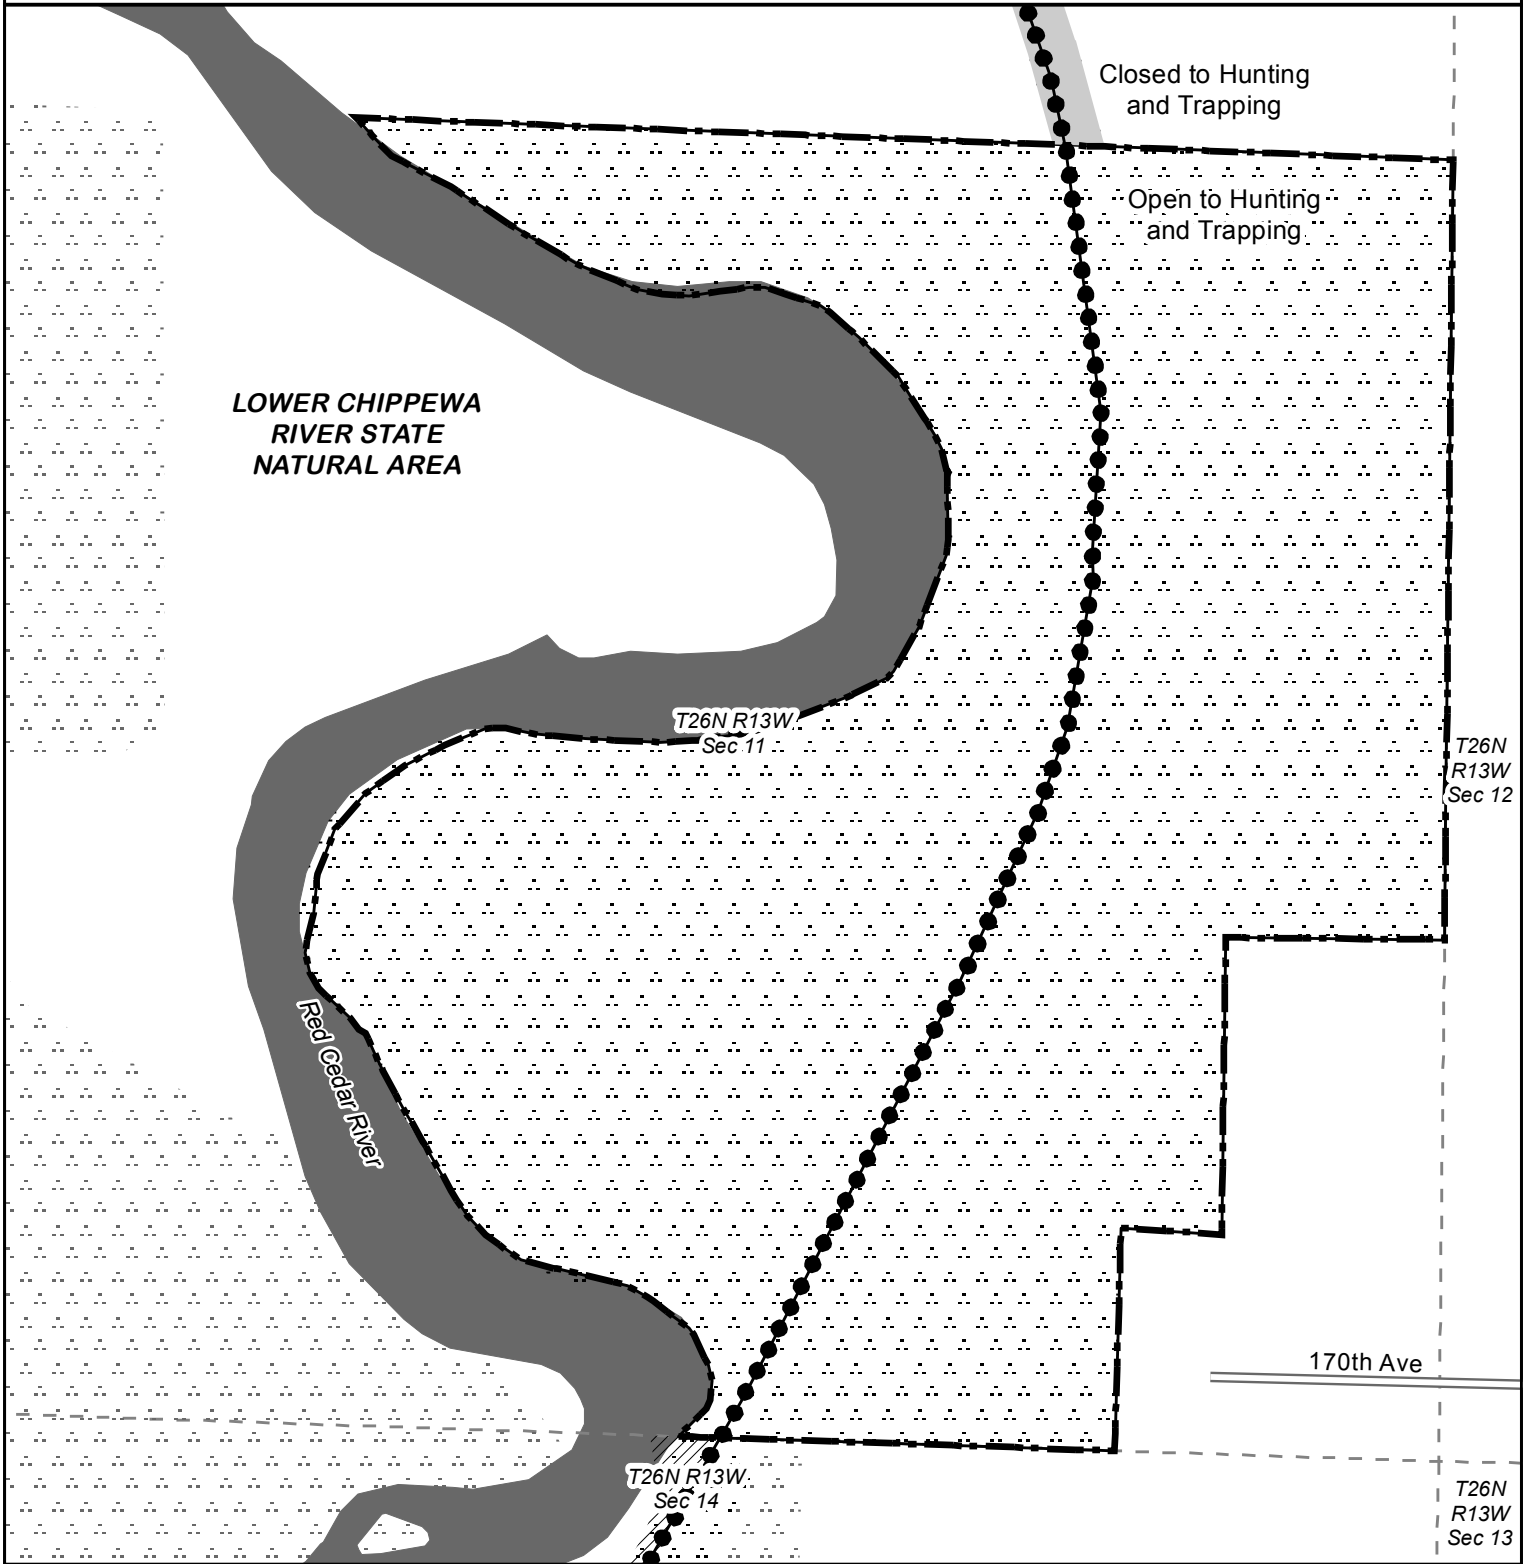 Closed to Hunting
and Trapping
Open to Hunting
and Trapping
LOWER CHIPPEWA
RIVER STATE
NATURAL AREA
T26N R13W
Sec 11
T26N
R13W
Sec 12
Red Cedar River
170th Ave
T26N R13W
Sec 14
T26N
R13W
Sec 13